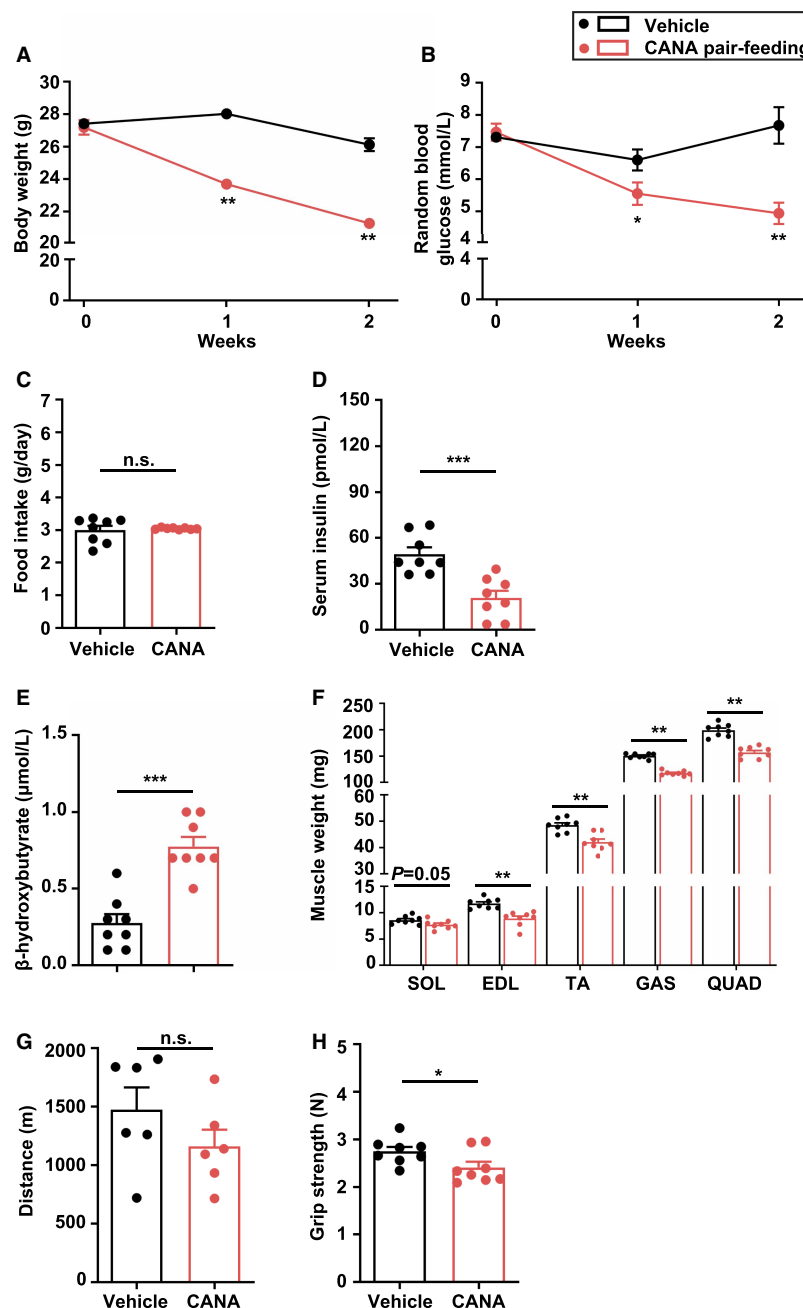 Vehicle
CANA pair-feeding
A
Body weight (g)
30
28
26
24
22
20
20
0
0
1
2
Weeks
**
**
B
Random blood
glucose (mmol/L)
9
8
7
6
5
4
4
0
0
1
2
Weeks
*
**
C
Food intake (g/day)
7
6
5
4
3
2
1
0
n.s.
Vehicle
CANA
D
Serum insulin (pmol/L)
150
120
60
30
0
***
Vehicle
CANA
E
β-hydroxybutyrate (μmol/L)
1.5
1.0
0.5
0.0
***
F
Muscle weight (mg)
250
200
150
100
60
50
40
30
15
10
5
0
P=0.05
**
**
**
**
SOL
EDL
TA
GAS
QUAD
G
Distance (m)
2000
1500
1000
500
0
n.s.
Vehicle
CANA
H
Grip strength (N)
5
4
3
2
1
0
*
Vehicle
CANA